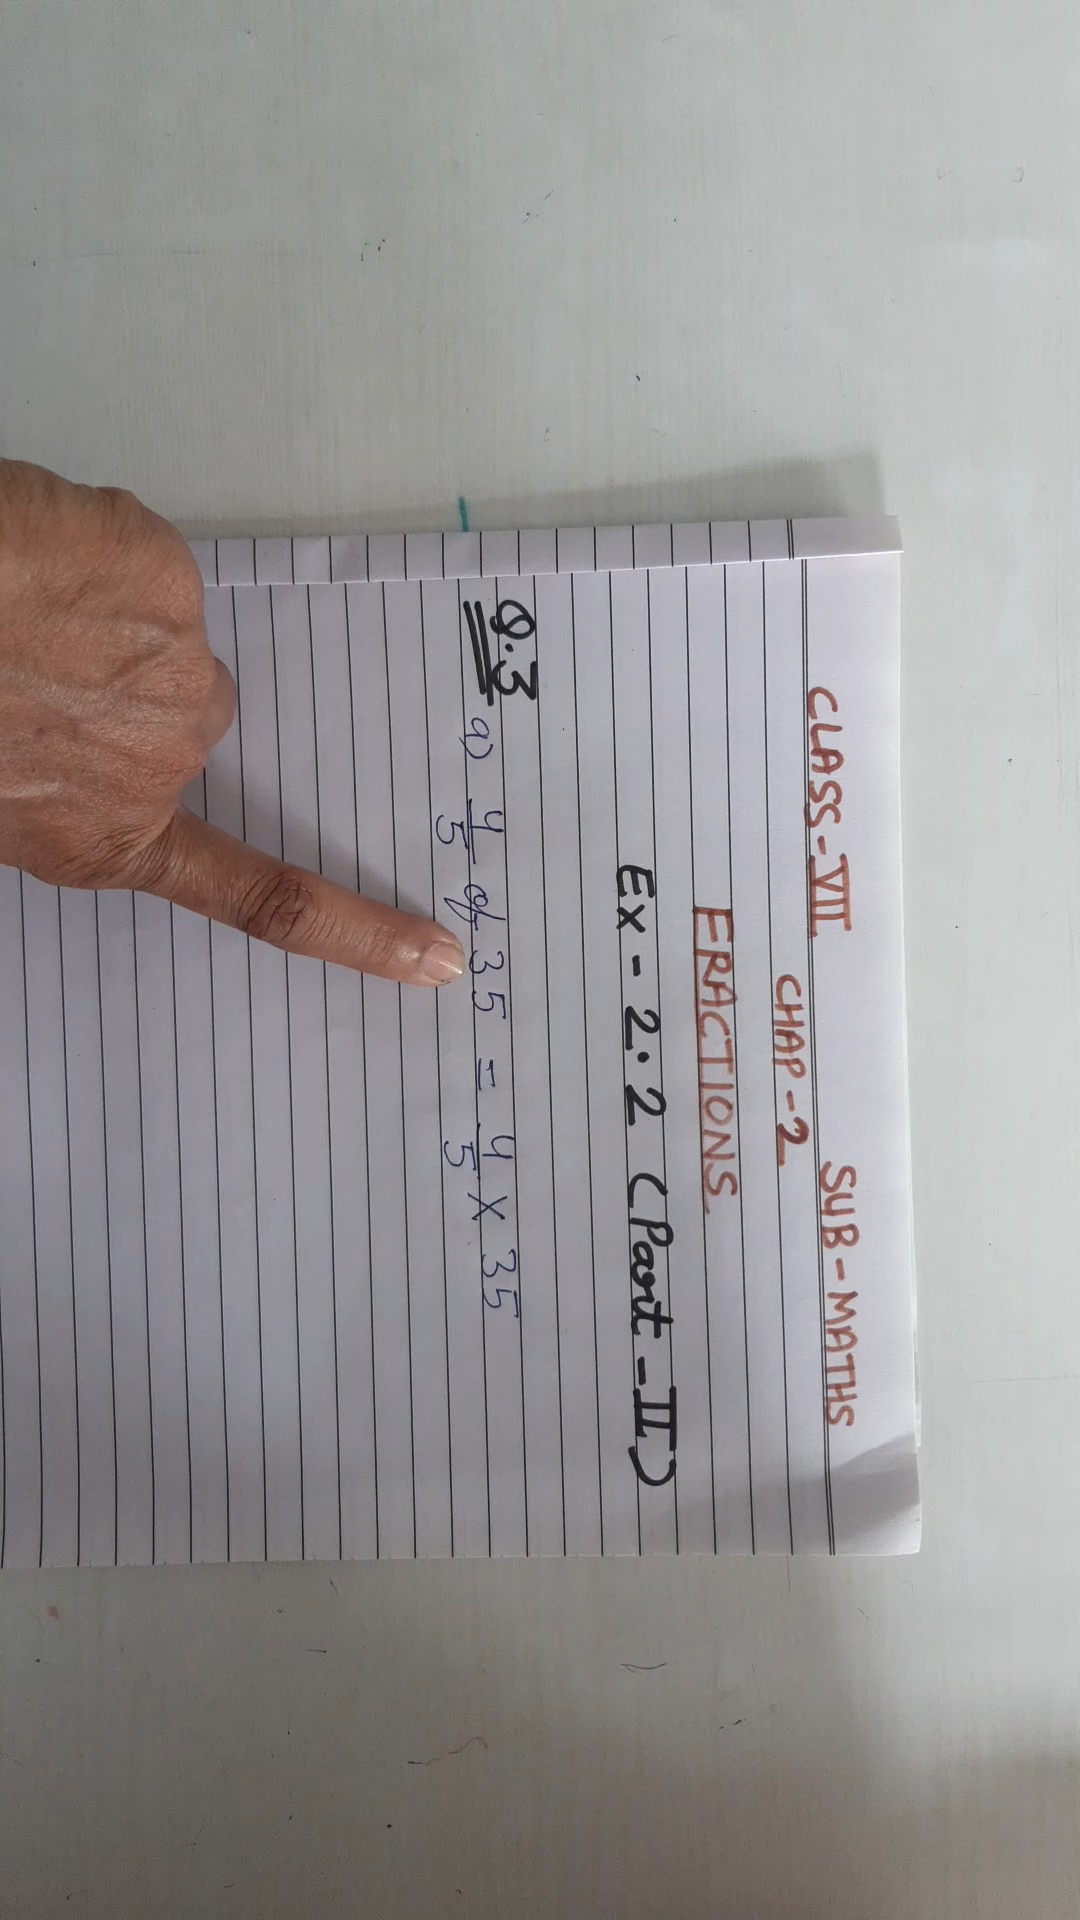 CLASS-VII SUB-MATHS
CHAP-2
FRACTIONS
Ex-2.2 (Part-II)
Q.3 a) 4/5 of 35 = 4/5 × 35